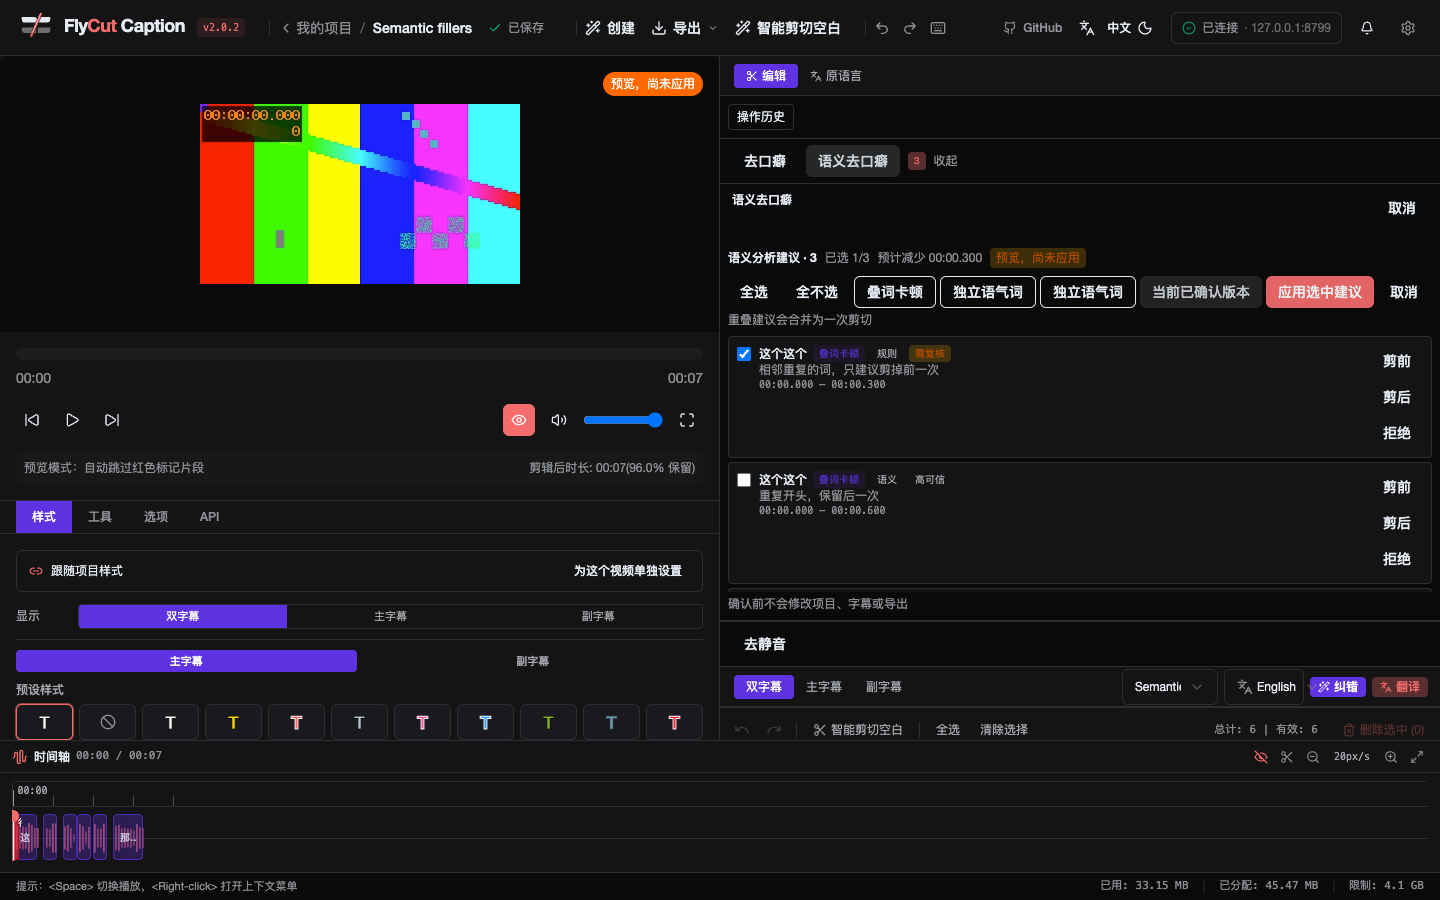 FlyCut Caption v2.0.2 我的项目 / Semantic fillers 已保存 创建 导出 智能剪切空白 GitHub 中文 已连接 · 127.0.0.1:8799
预览，尚未应用
00:00:00.000
0
00:00 00:07
预览模式：自动跳过红色标记片段 剪辑后时长: 00:07(96.0% 保留)
样式 工具 选项 API
跟随项目样式 为这个视频单独设置
显示 双字幕 主字幕 副字幕
主字幕 副字幕
预设样式
T T T T T T T T T T
编辑 原语言
操作历史
去口癖 语义去口癖 3 收起
语义去口癖
取消
语义分析建议 · 3 已选 1/3 预计减少 00:00.300 预览，尚未应用
全选 全不选 叠词卡顿 独立语气词 独立语气词 当前已确认版本 应用选中建议 取消
重叠建议会合并为一次剪切
这个这个 叠词卡顿 规则 需复核
相邻重复的词，只建议剪掉前一次
00:00.000 – 00:00.300
剪前
剪后
拒绝
这个这个 叠词卡顿 语义 高可信
重复开头，保留后一次
00:00.000 – 00:00.600
剪前
剪后
拒绝
确认前不会修改项目、字幕或导出
去静音
双字幕 主字幕 副字幕 Semantic English 纠错 翻译
智能剪切空白 全选 清除选择 总计: 6 | 有效: 6 删除选中 (0)
时间轴 00:00 / 00:07 20px/s
00:00
这 那...
提示: <Space> 切换播放, <Right-click> 打开上下文菜单 已用: 33.15 MB 已分配: 45.47 MB 限制: 4.1 GB